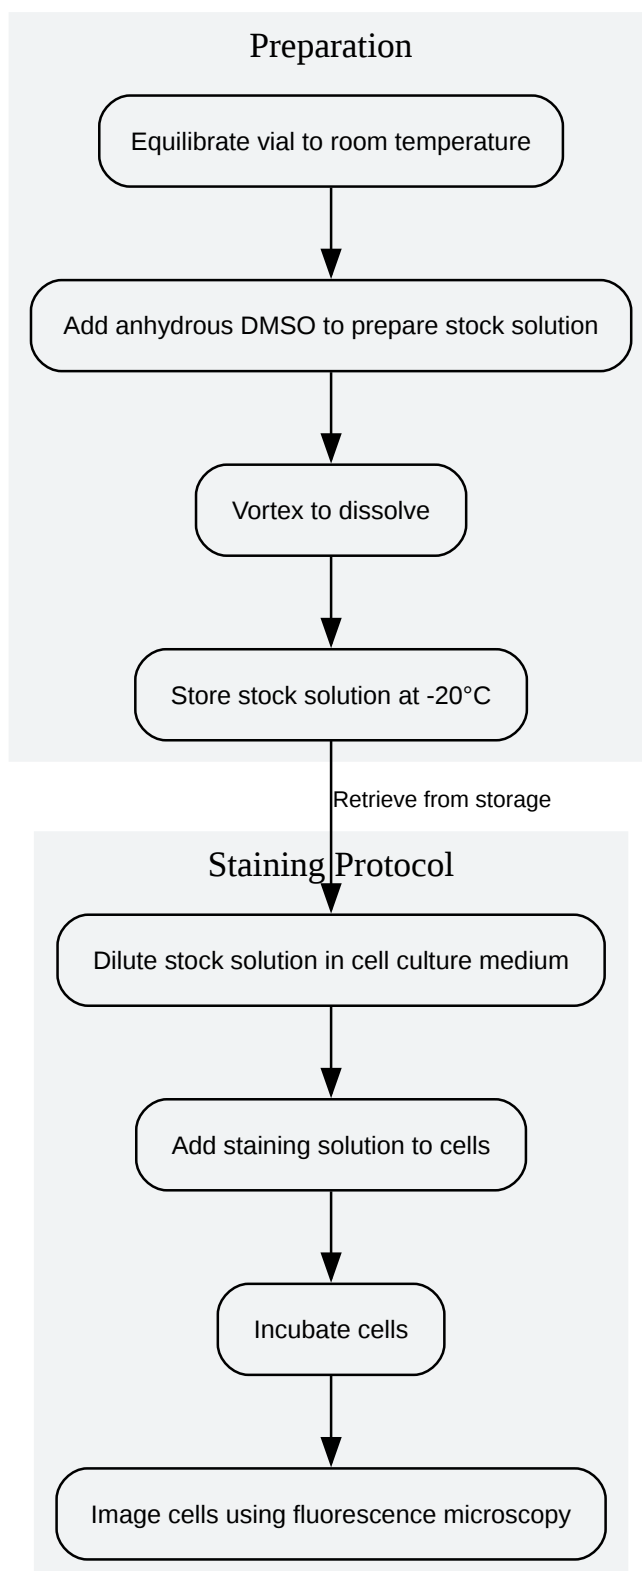 Preparation
Equilibrate vial to room temperature
Add anhydrous DMSO to prepare stock solution
Vortex to dissolve
Store stock solution at -20°C
Retrieve from storage
Staining Protocol
Dilute stock solution in cell culture medium
Add staining solution to cells
Incubate cells
Image cells using fluorescence microscopy